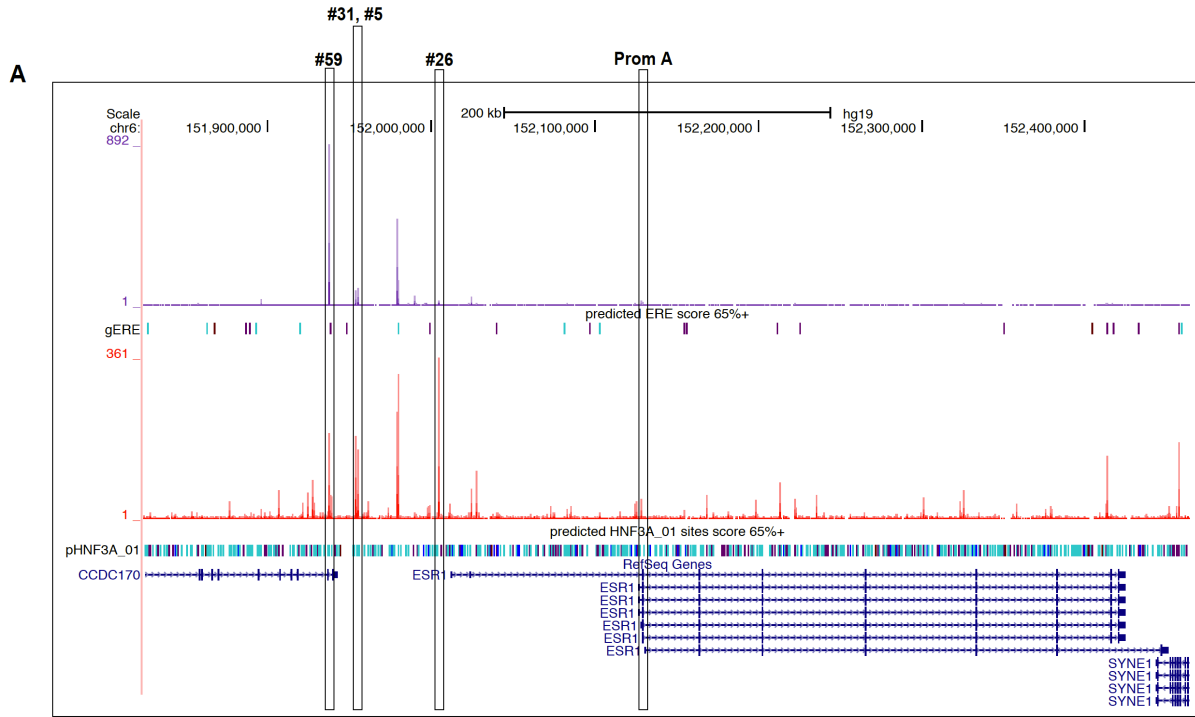 #31, #5
#59 #26 Prom A
A
Scale 200 kb hg19
chr6: 151,900,000 152,000,000 152,100,000 152,200,000 152,300,000 152,400,000
892
1
predicted ERE score 65%+
gERE
361
1
predicted HNF3A_01 sites score 65%+
pHNF3A_01
RefSeq Genes
CCDC170 ESR1
ESR1
ESR1
ESR1
ESR1
ESR1
ESR1
SYNE1
SYNE1
SYNE1
SYNE1